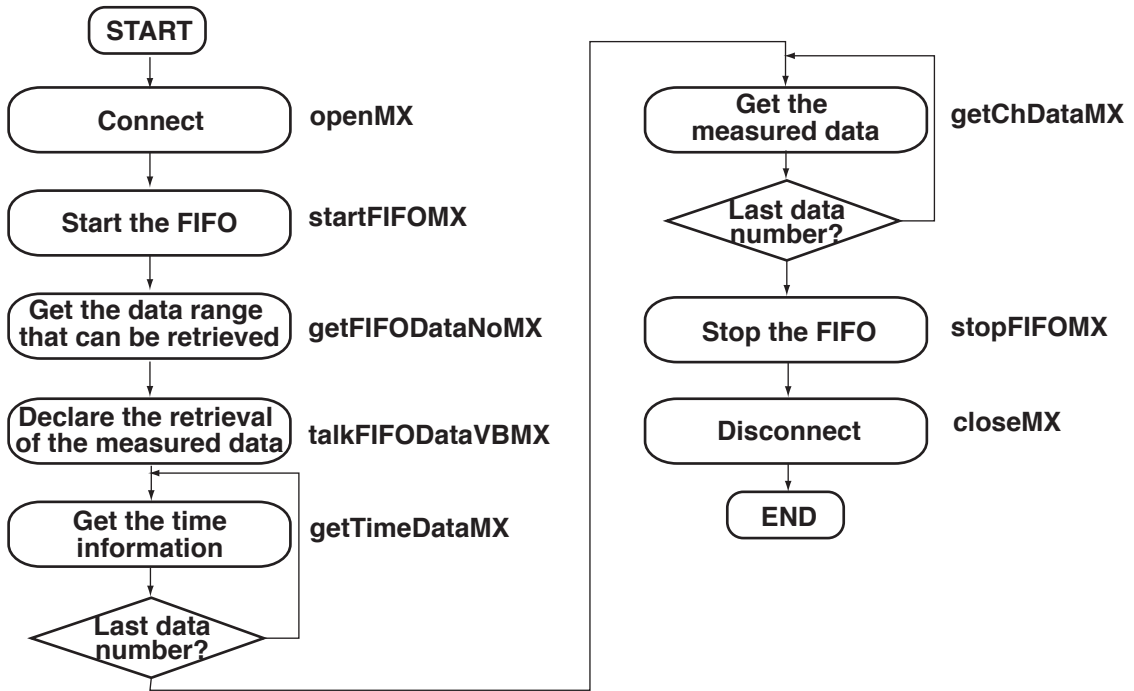 START
Connect
openMX
Start the FIFO
startFIFOMX
Get the data range
that can be retrieved
getFIFODataNoMX
Declare the retrieval
of the measured data
talkFIFODataVBMX
Get the time
information
getTimeDataMX
Last data
number?
Get the
measured data
getChDataMX
Last data
number?
Stop the FIFO
stopFIFOMX
Disconnect
closeMX
END